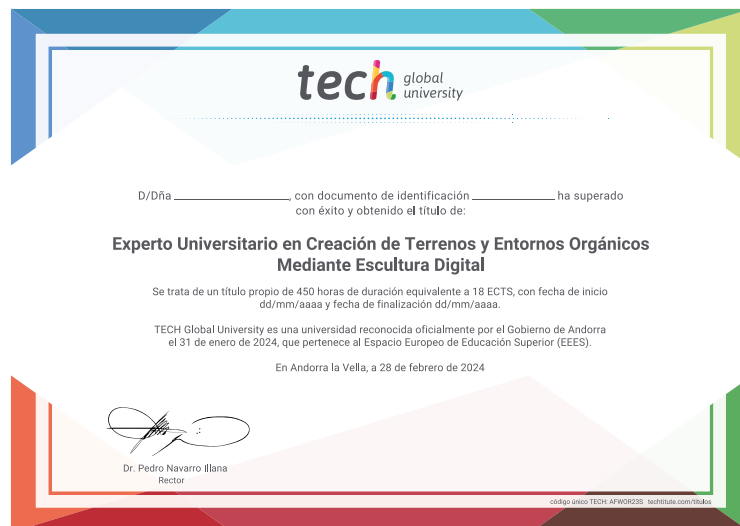 tech global university
D/Dña ____________________, con documento de identificación ______________ ha superado
con éxito y obtenido el título de:
Experto Universitario en Creación de Terrenos y Entornos Orgánicos
Mediante Escultura Digital
Se trata de un título propio de 450 horas de duración equivalente a 18 ECTS, con fecha de inicio
dd/mm/aaaa y fecha de finalización dd/mm/aaaa.
TECH Global University es una universidad reconocida oficialmente por el Gobierno de Andorra
el 31 de enero de 2024, que pertenece al Espacio Europeo de Educación Superior (EEES).
En Andorra la Vella, a 28 de febrero de 2024
Dr. Pedro Navarro Illana
Rector
código único TECH: AFWOR23S techtitute.com/titulos